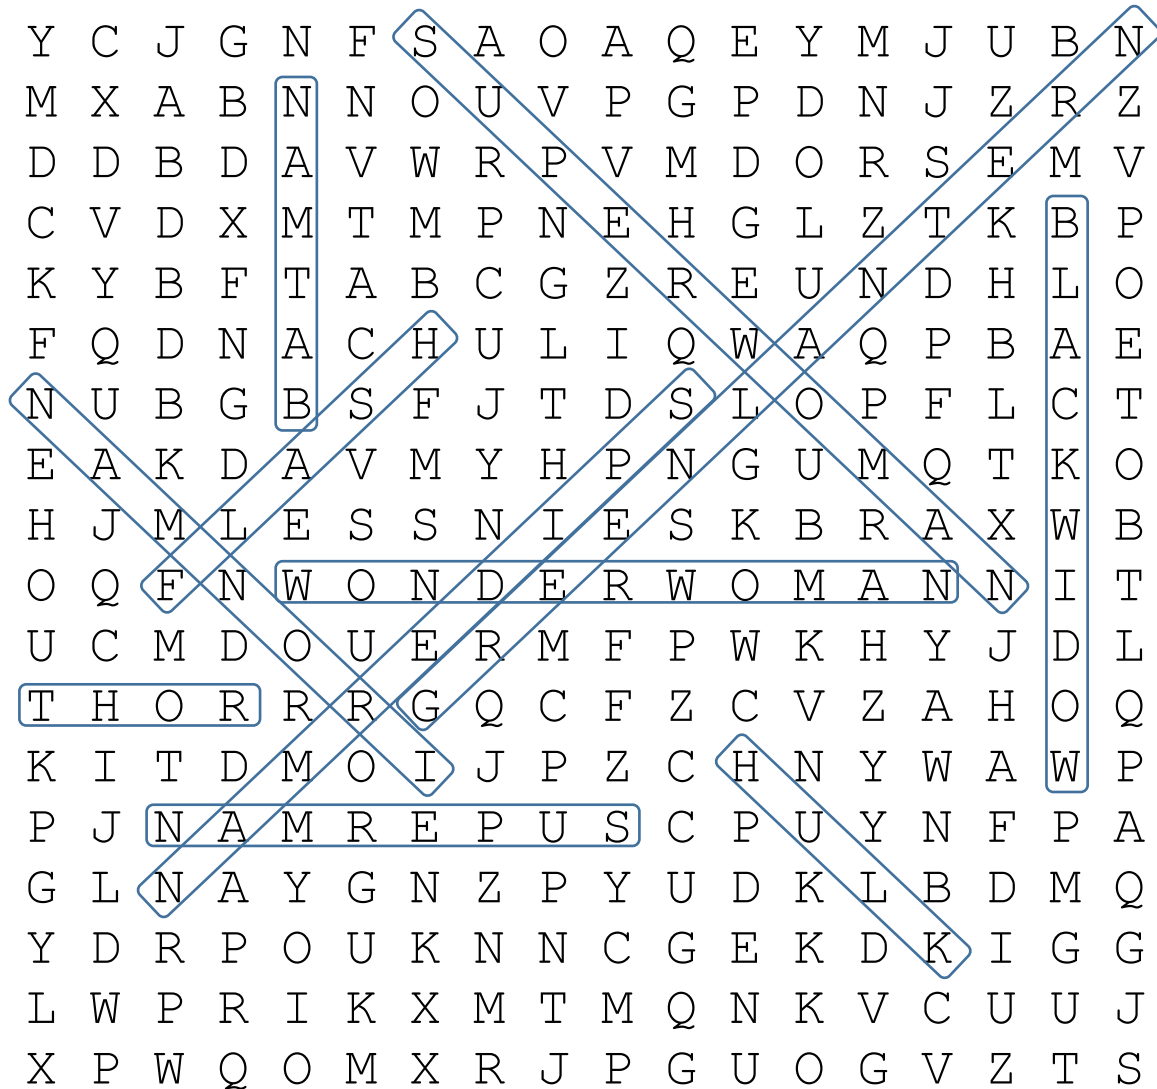 Y C J G N F S A O A Q E Y M J U B N
M X A B N N O U V P G P D N J Z R Z
D D B D A V W R P V M D O R S E M V
C V D X M T M P N E H G L Z T K B P
K Y B F T A B C G Z R E U N D H L O
F Q D N A C H U L I Q W A Q P B A E
N U B G B S F J T D S L O P F L C T
E A K D A V M Y H P N G U M Q T K O
H J M L E S S N I E S K B R A X W B
O Q F N W O N D E R W O M A N N I T
U C M D O U E R M F P W K H Y J D L
T H O R R R G Q C F Z C V Z A H O Q
K I T D M O I J P Z C H N Y W A W P
P J N A M R E P U S C P U Y N F P A
G L N A Y G N Z P Y U D K L B D M Q
Y D R P O U K N N C G E K D K I G G
L W P R I K X M T M Q N K V C U U J
X P W Q O M X R J P G U O G V Z T S